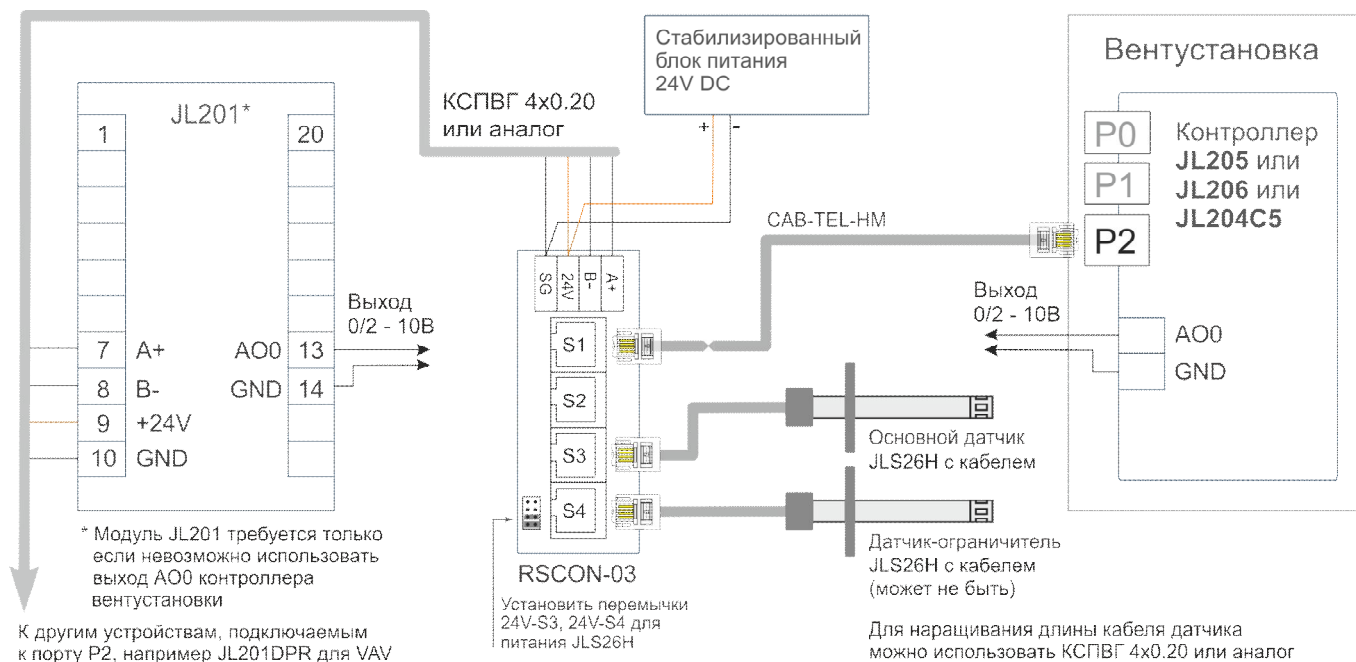 Стабилизированный
блок питания
24V DC
+ -
Вентустановка
КСПВГ 4x0.20
или аналог
JL201*
1
20
P0
P1
P2
Контроллер
JL205 или
JL206 или
JL204C5
CAB-TEL-HM
SG
24V
B-
A+
Выход
0/2 - 10В
7 A+
8 B-
9 +24V
10 GND
AO0 13
GND 14
S1
S2
S3
S4
Выход
0/2 - 10В
AO0
GND
Основной датчик
JLS26H с кабелем
Датчик-ограничитель
JLS26H с кабелем
(может не быть)
* Модуль JL201 требуется только
если невозможно использовать
выход AO0 контроллера
вентустановки
RSCON-03
Установить перемычки
24V-S3, 24V-S4 для
питания JLS26H
К другим устройствам, подключаемым
к порту P2, например JL201DPR для VAV
Для наращивания длины кабеля датчика
можно использовать КСПВГ 4x0.20 или аналог